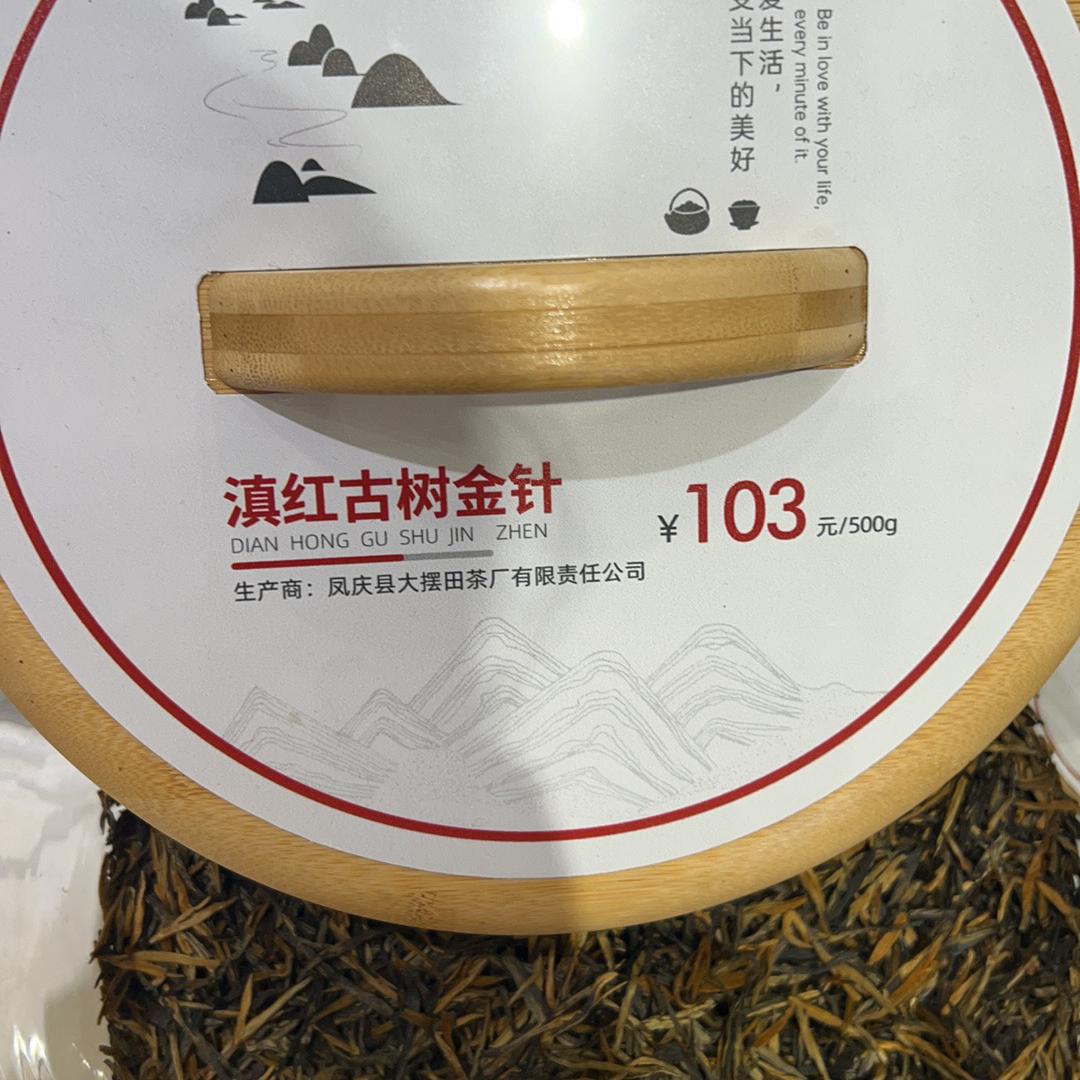 爱生活，
受当下的美好
Be in love with your life,
every minute of it.
滇红古树金针
DIAN HONG GU SHU JIN ZHEN
¥103元/500g
生产商：凤庆县大摆田茶厂有限责任公司